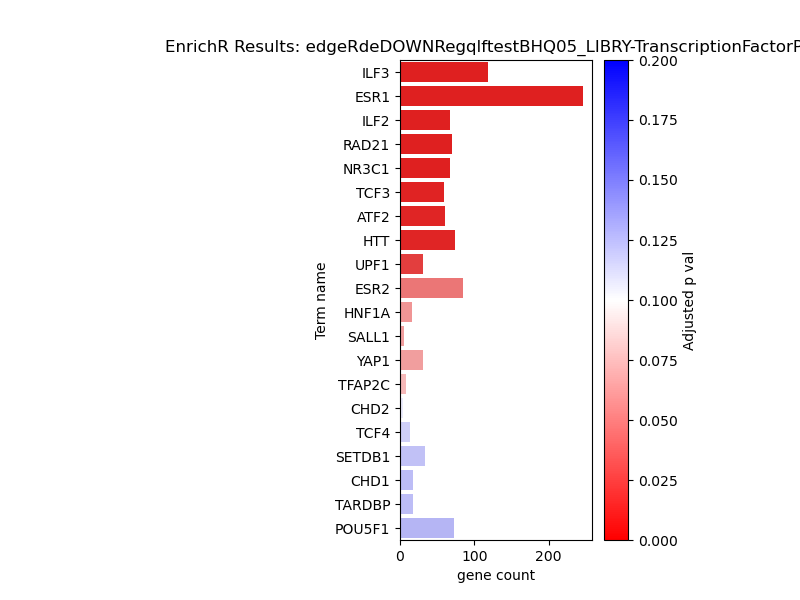 EnrichR Results: edgeRdeDOWNRegqlftestBHQ05_LIBRY-TranscriptionFactorP
ILF3
ESR1
ILF2
RAD21
NR3C1
TCF3
ATF2
HTT
UPF1
ESR2
HNF1A
SALL1
YAP1
TFAP2C
CHD2
TCF4
SETDB1
CHD1
TARDBP
POU5F1
Term name
0 100 200
gene count
0.200
0.175
0.150
0.125
0.100
0.075
0.050
0.025
0.000
Adjusted p val